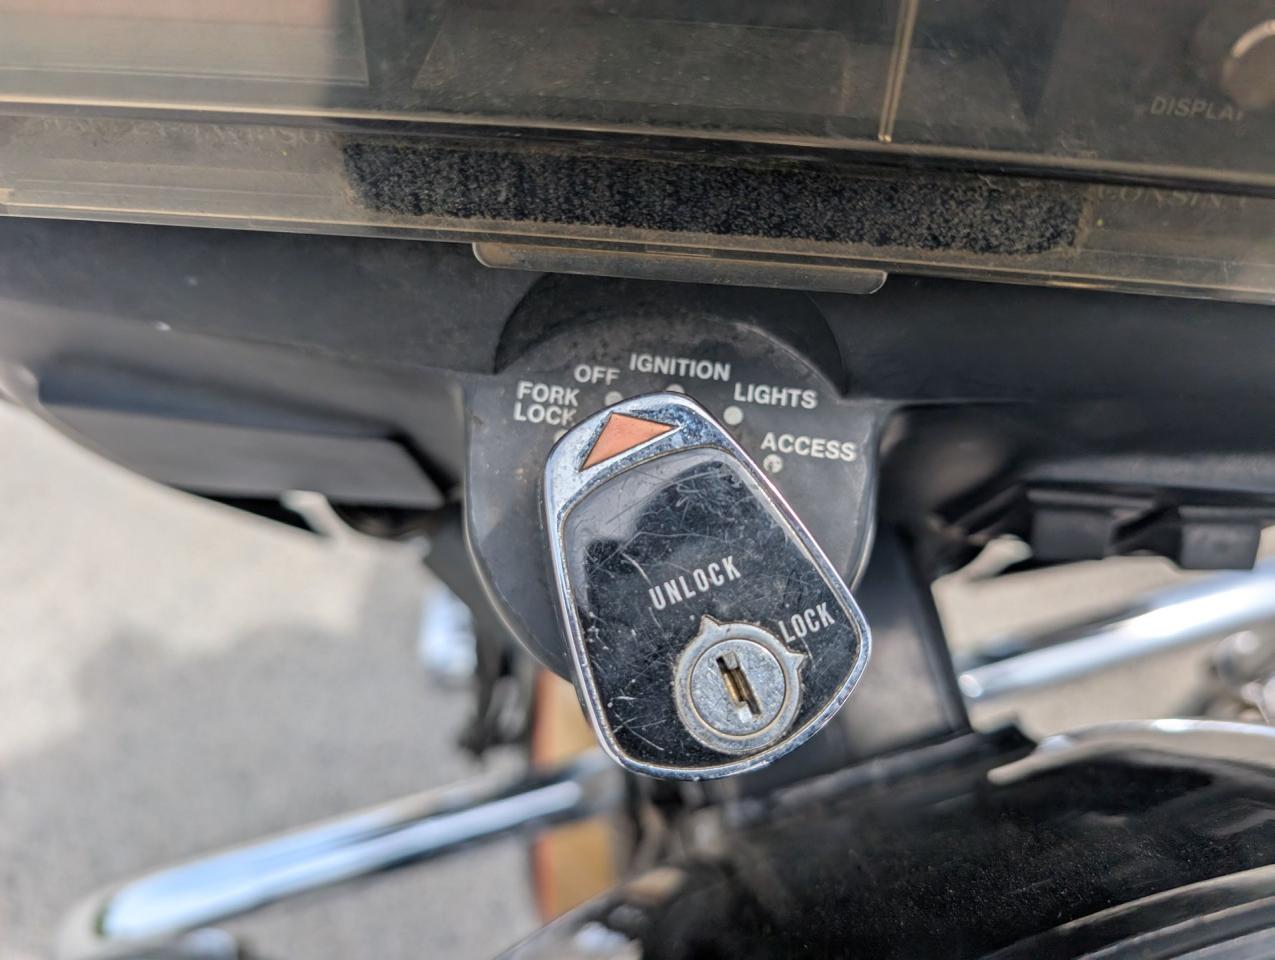 DISPLAY
OFF
IGNITION
FORK
LOCK
LIGHTS
ACCESS
UNLOCK
LOCK